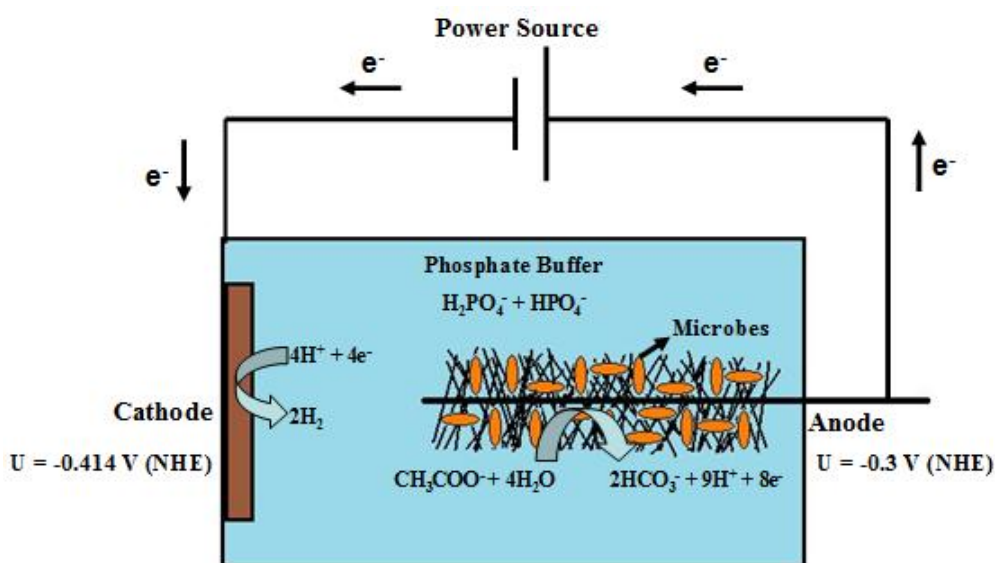 Power Source
e⁻
e⁻
e⁻
e⁻
Phosphate Buffer
H₂PO₄⁻ + HPO₄⁻
Microbes
4H⁺ + 4e⁻
2H₂
Cathode
Anode
U = -0.414 V (NHE)
U = -0.3 V (NHE)
CH₃COO⁻ + 4H₂O
2HCO₃⁻ + 9H⁺ + 8e⁻